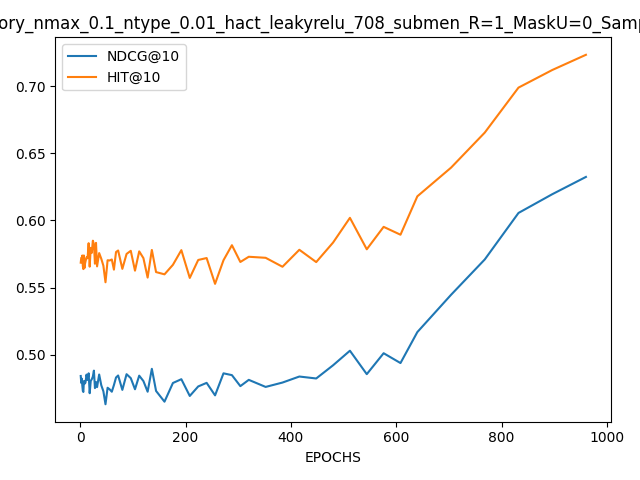 ory_nmax_0.1_ntype_0.01_hact_leakyrelu_708_submen_R=1_MaskU=0_Samp
NDCG@10
HIT@10
0.70
0.65
0.60
0.55
0.50
0 200 400 600 800 1000
EPOCHS